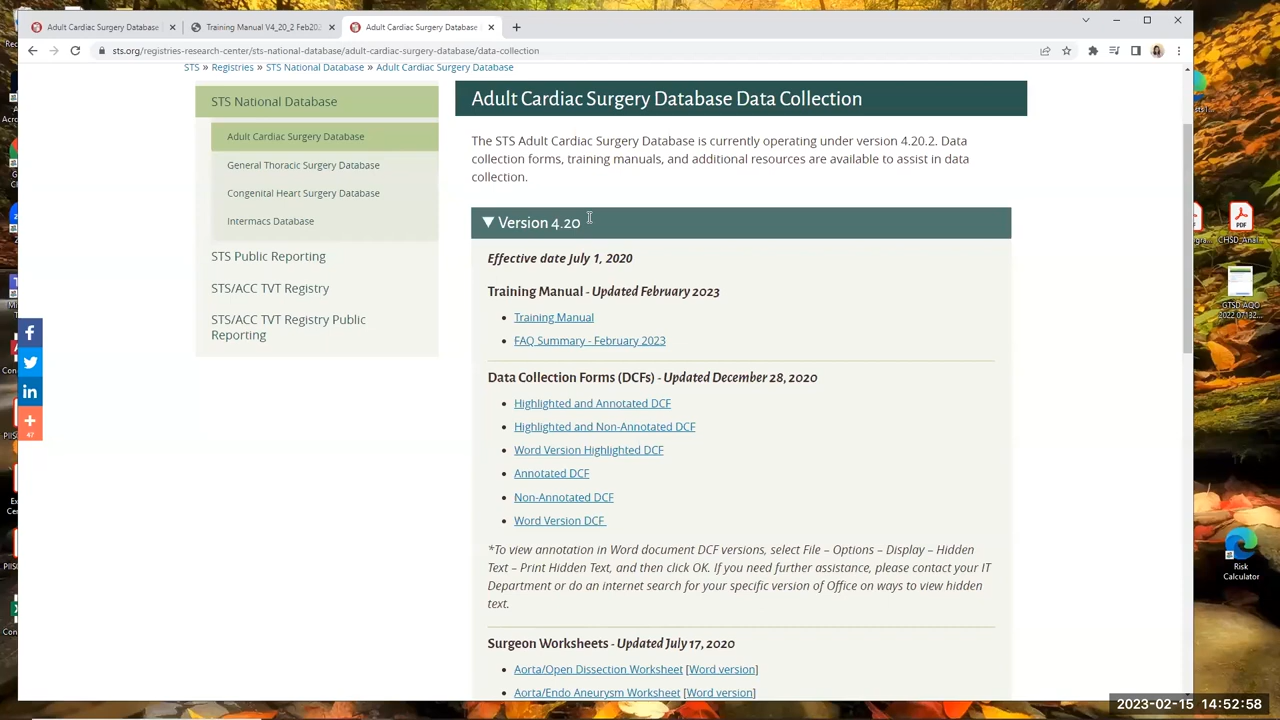 Adult Cardiac Surgery Database
Training Manual V4_20_2 Feb202
Adult Cardiac Surgery Database
sts.org/registries-research-center/sts-national-database/adult-cardiac-surgery-database/data-collection
STS » Registries » STS National Database » Adult Cardiac Surgery Database
STS National Database
Adult Cardiac Surgery Database
General Thoracic Surgery Database
Congenital Heart Surgery Database
Intermacs Database
STS Public Reporting
STS/ACC TVT Registry
STS/ACC TVT Registry Public
Reporting
47
Adult Cardiac Surgery Database Data Collection
The STS Adult Cardiac Surgery Database is currently operating under version 4.20.2. Data
collection forms, training manuals, and additional resources are available to assist in data
collection.
Version 4.20
Effective date July 1, 2020
Training Manual - Updated February 2023
• Training Manual
• FAQ Summary - February 2023
Data Collection Forms (DCFs) - Updated December 28, 2020
• Highlighted and Annotated DCF
• Highlighted and Non-Annotated DCF
• Word Version Highlighted DCF
• Annotated DCF
• Non-Annotated DCF
• Word Version DCF
*To view annotation in Word document DCF versions, select File – Options – Display – Hidden
Text – Print Hidden Text, and then click OK. If you need further assistance, please contact your IT
Department or do an internet search for your specific version of Office on ways to view hidden
text.
Surgeon Worksheets - Updated July 17, 2020
• Aorta/Open Dissection Worksheet [Word version]
• Aorta/Endo Aneurysm Worksheet [Word version]
PDF
CHSD-Anal...
GTSD-AQO
2022 07132...
Risk
Calculator
2023-02-15 14:52:58